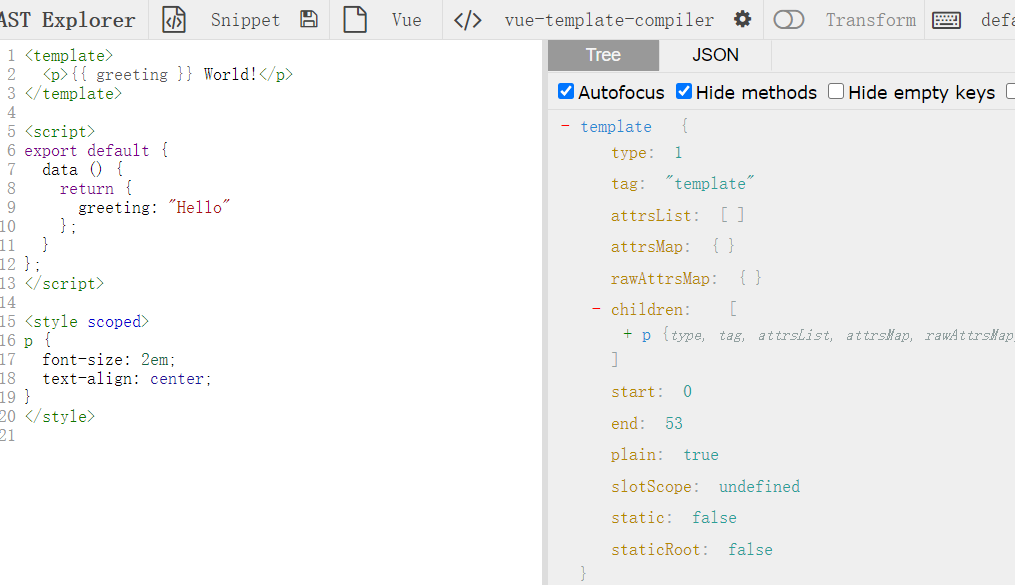 AST Explorer Snippet Vue </> vue-template-compiler Transform
Tree JSON
Autofocus Hide methods Hide empty keys
1 <template>
2 <p>{{ greeting }} World!</p>
3 </template>
4
5 <script>
6 export default {
7 data () {
8 return {
9 greeting: "Hello"
10 };
11 }
12 };
13 </script>
14
15 <style scoped>
16 p {
17 font-size: 2em;
18 text-align: center;
19 }
20 </style>
21
− template {
type: 1
tag: "template"
attrsList: [ ]
attrsMap: { }
rawAttrsMap: { }
− children: [
+ p {type, tag, attrsList, attrsMap, rawAttrsMap,
]
start: 0
end: 53
plain: true
slotScope: undefined
static: false
staticRoot: false
}